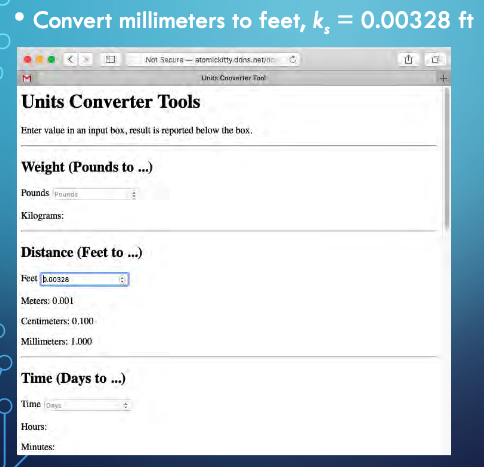 • Convert millimeters to feet, kₛ = 0.00328 ft
Not Secure — atomickitty.ddns.net/
Units Converter Tool
Units Converter Tools
Enter value in an input box, result is reported below the box.
Weight (Pounds to ...)
Pounds Pounds
Kilograms:
Distance (Feet to ...)
Feet 0.00328
Meters: 0.001
Centimeters: 0.100
Millimeters: 1.000
Time (Days to ...)
Time Days
Hours:
Minutes: